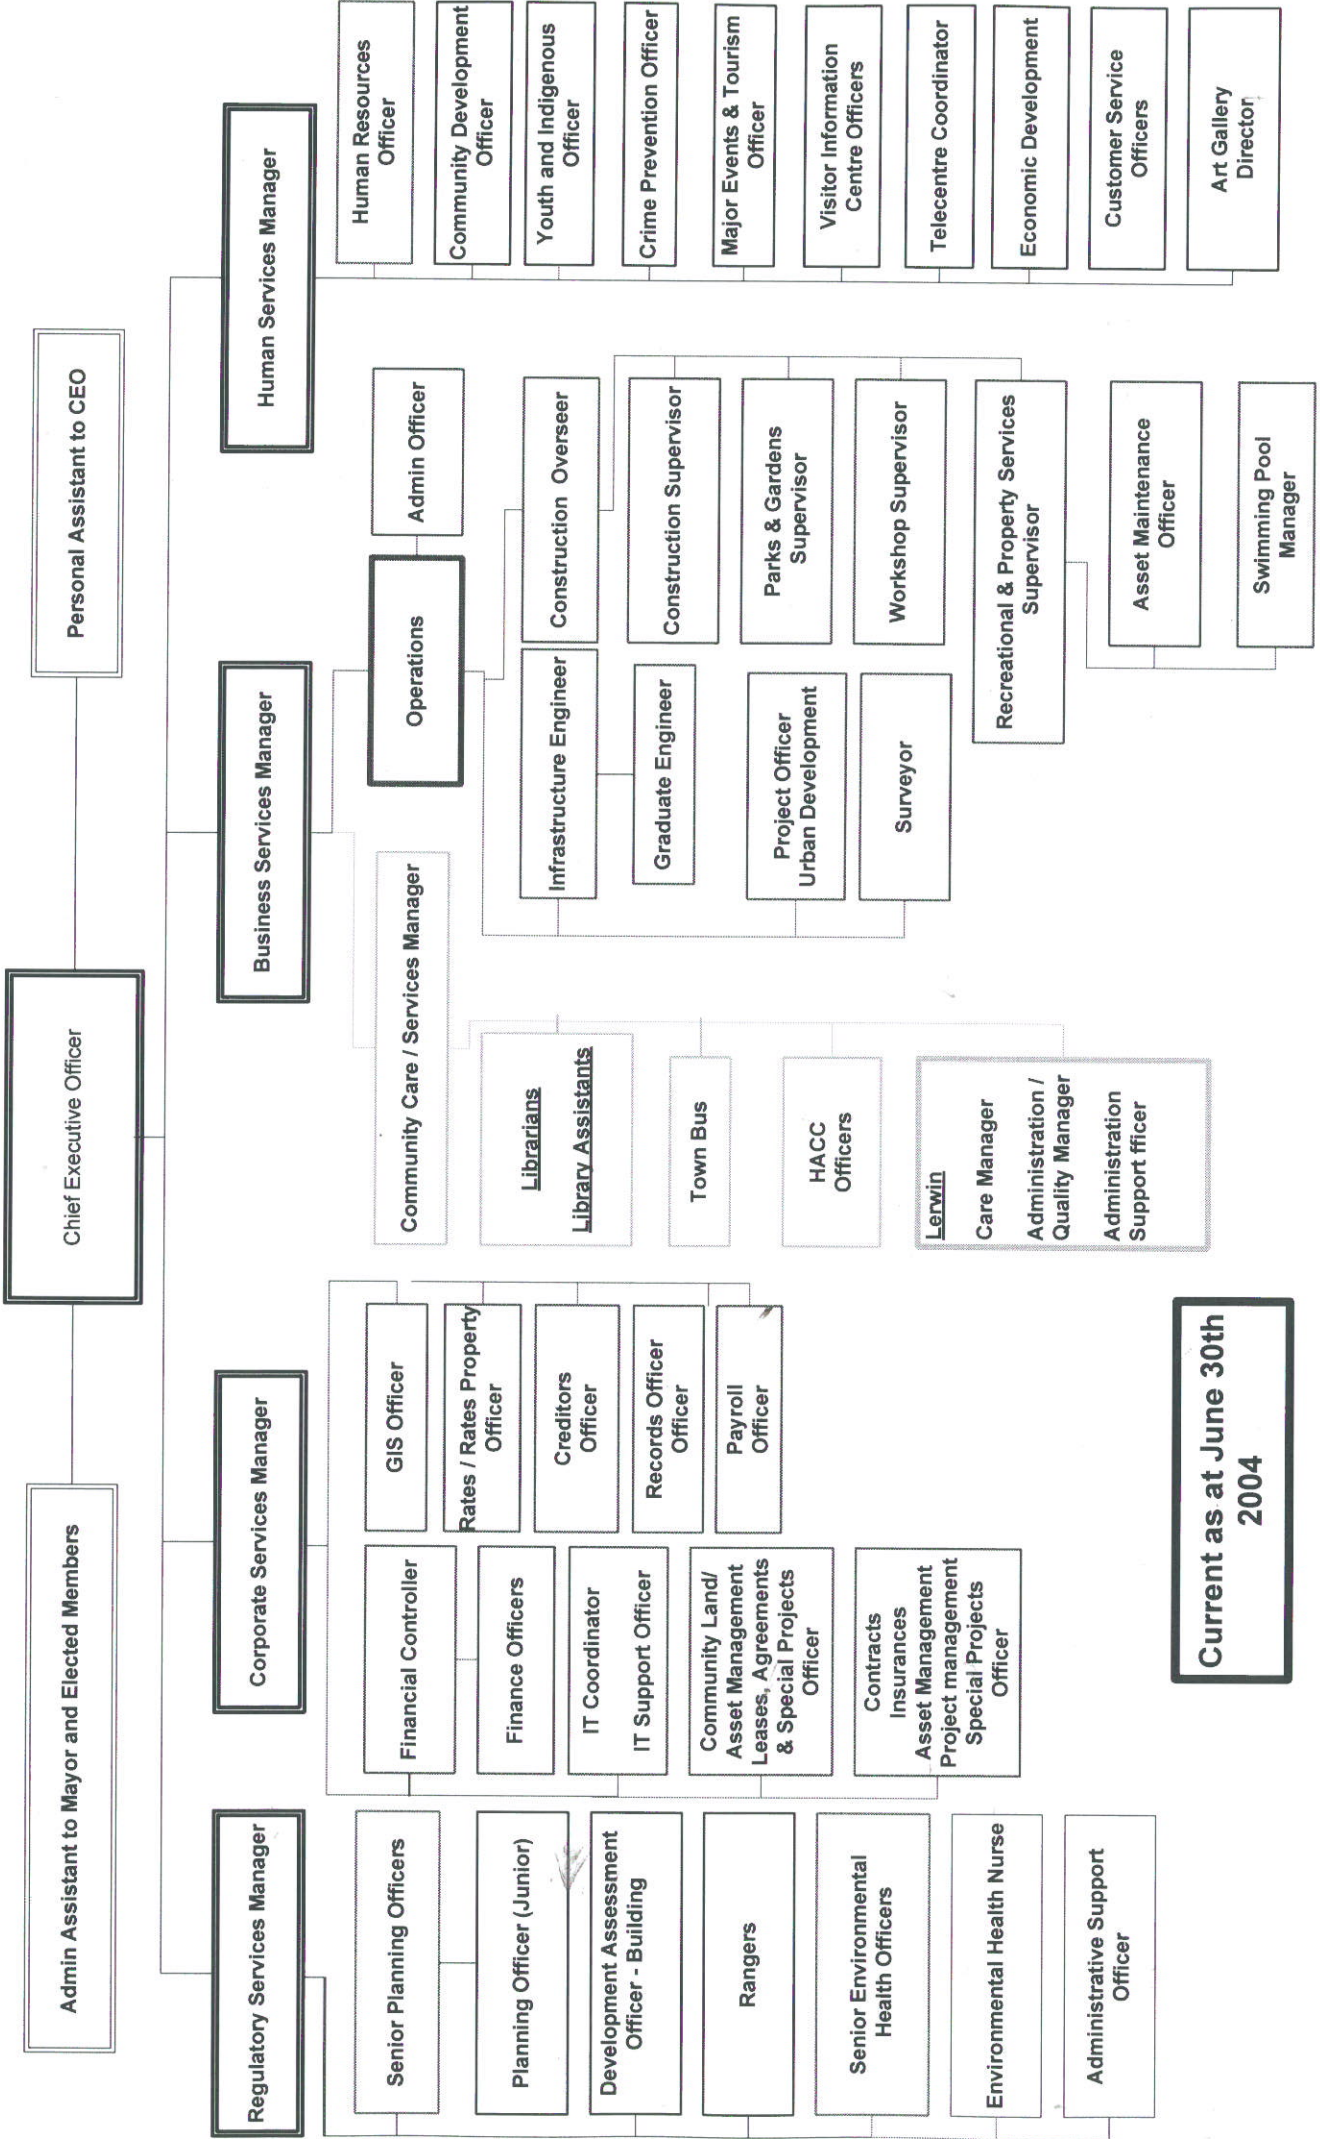 Admin Assistant to Mayor and Elected Members
Chief Executive Officer
Personal Assistant to CEO
Regulatory Services Manager
Corporate Services Manager
Business Services Manager
Human Services Manager
Senior Planning Officers
Planning Officer (Junior)
Development Assessment
Officer - Building
Rangers
Senior Environmental
Health Officers
Environmental Health Nurse
Administrative Support
Officer
Financial Controller
Finance Officers
IT Coordinator
IT Support Officer
Community Land/
Asset Management
Leases, Agreements
& Special Projects
Officer
Contracts
Insurances
Asset Management
Project management
Special Projects
Officer
GIS Officer
Rates / Rates Property
Officer
Creditors
Officer
Records Officer
Officer
Payroll
Officer
Community Care / Services Manager
Librarians
Library Assistants
Town Bus
HACC
Officers
Lerwin
Care Manager
Administration /
Quality Manager
Administration
Support fficer
Operations
Admin Officer
Infrastructure Engineer
Graduate Engineer
Project Officer
Urban Development
Surveyor
Construction Overseer
Construction Supervisor
Parks & Gardens
Supervisor
Workshop Supervisor
Recreational & Property Services
Supervisor
Asset Maintenance
Officer
Swimming Pool
Manager
Human Resources
Officer
Community Development
Officer
Youth and Indigenous
Officer
Crime Prevention Officer
Major Events & Tourism
Officer
Visitor Information
Centre Officers
Telecentre Coordinator
Economic Development
Customer Service
Officers
Art Gallery
Director
Current as at June 30th
2004